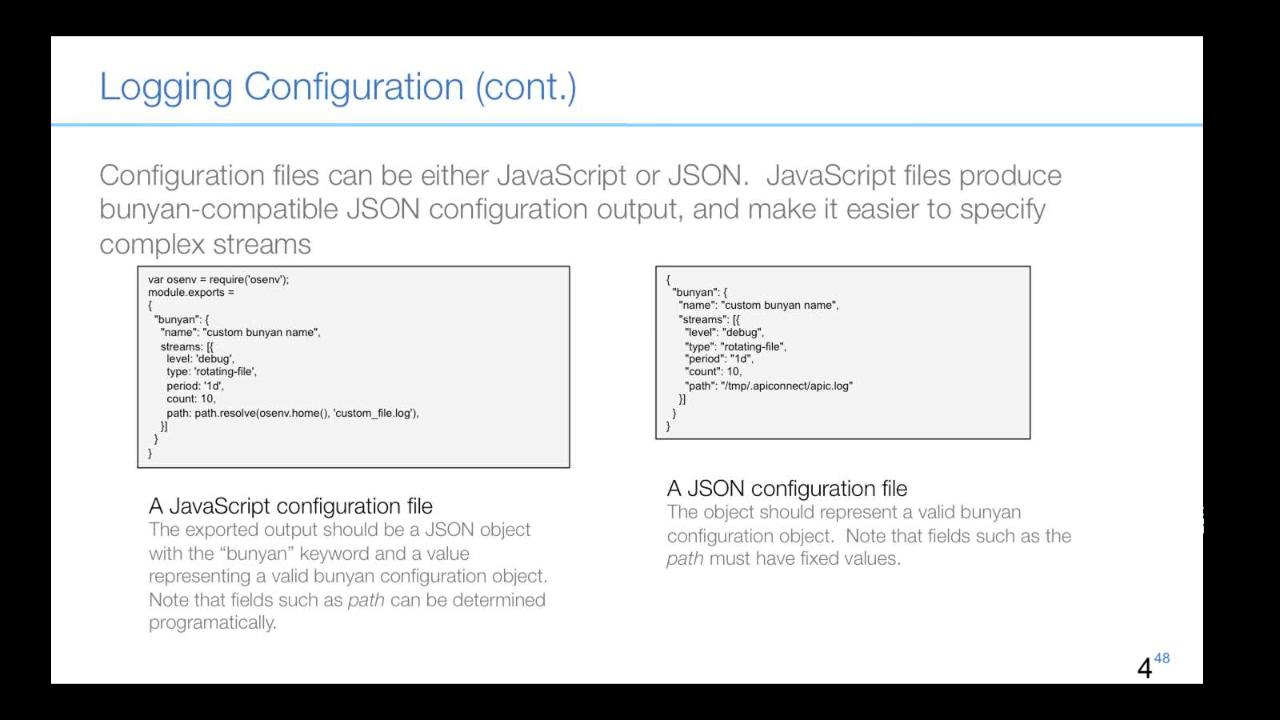 Logging Configuration (cont.)
Configuration files can be either JavaScript or JSON.  JavaScript files produce
bunyan-compatible JSON configuration output, and make it easier to specify
complex streams
var osenv = require('osenv');
module.exports =
{
"bunyan": {
"name": "custom bunyan name",
streams: [{
level: 'debug',
type: 'rotating-file',
period: '1d',
count: 10,
path: path.resolve(osenv.home(), 'custom_file.log'),
}]
}
}
A JavaScript configuration file
The exported output should be a JSON object
with the “bunyan” keyword and a value
representing a valid bunyan configuration object.
Note that fields such as path can be determined
programatically.
{
"bunyan": {
"name": "custom bunyan name",
"streams": [{
"level": "debug",
"type": "rotating-file",
"period": "1d",
"count": 10,
"path": "/tmp/.apiconnect/apic.log"
}]
}
}
A JSON configuration file
The object should represent a valid bunyan
configuration object.  Note that fields such as the
path must have fixed values.
4 48